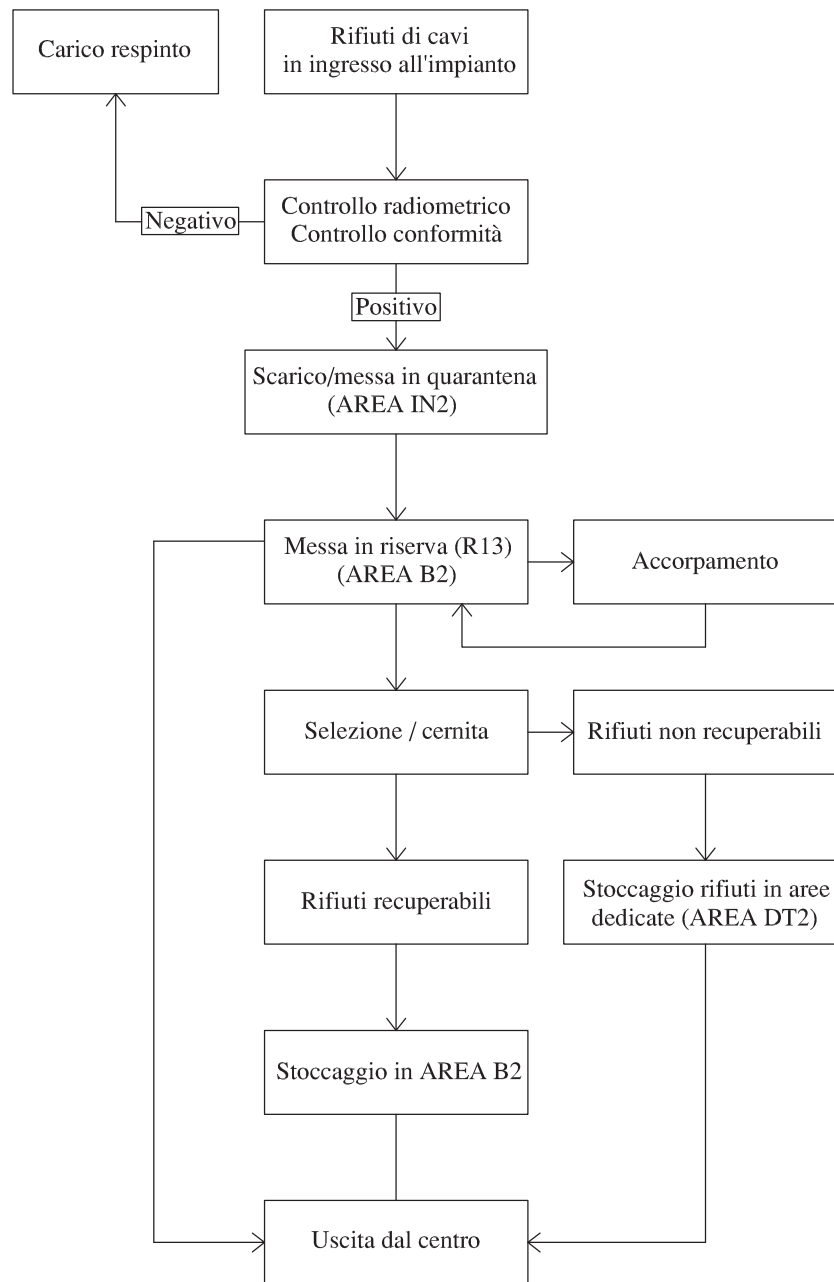 Carico respinto
Rifiuti di cavi
in ingresso all'impianto
Controllo radiometrico
Controllo conformità
Negativo
Positivo
Scarico/messa in quarantena
(AREA IN2)
Messa in riserva (R13)
(AREA B2)
Accorpamento
Selezione / cernita
Rifiuti non recuperabili
Rifiuti recuperabili
Stoccaggio rifiuti in aree
dedicate (AREA DT2)
Stoccaggio in AREA B2
Uscita dal centro